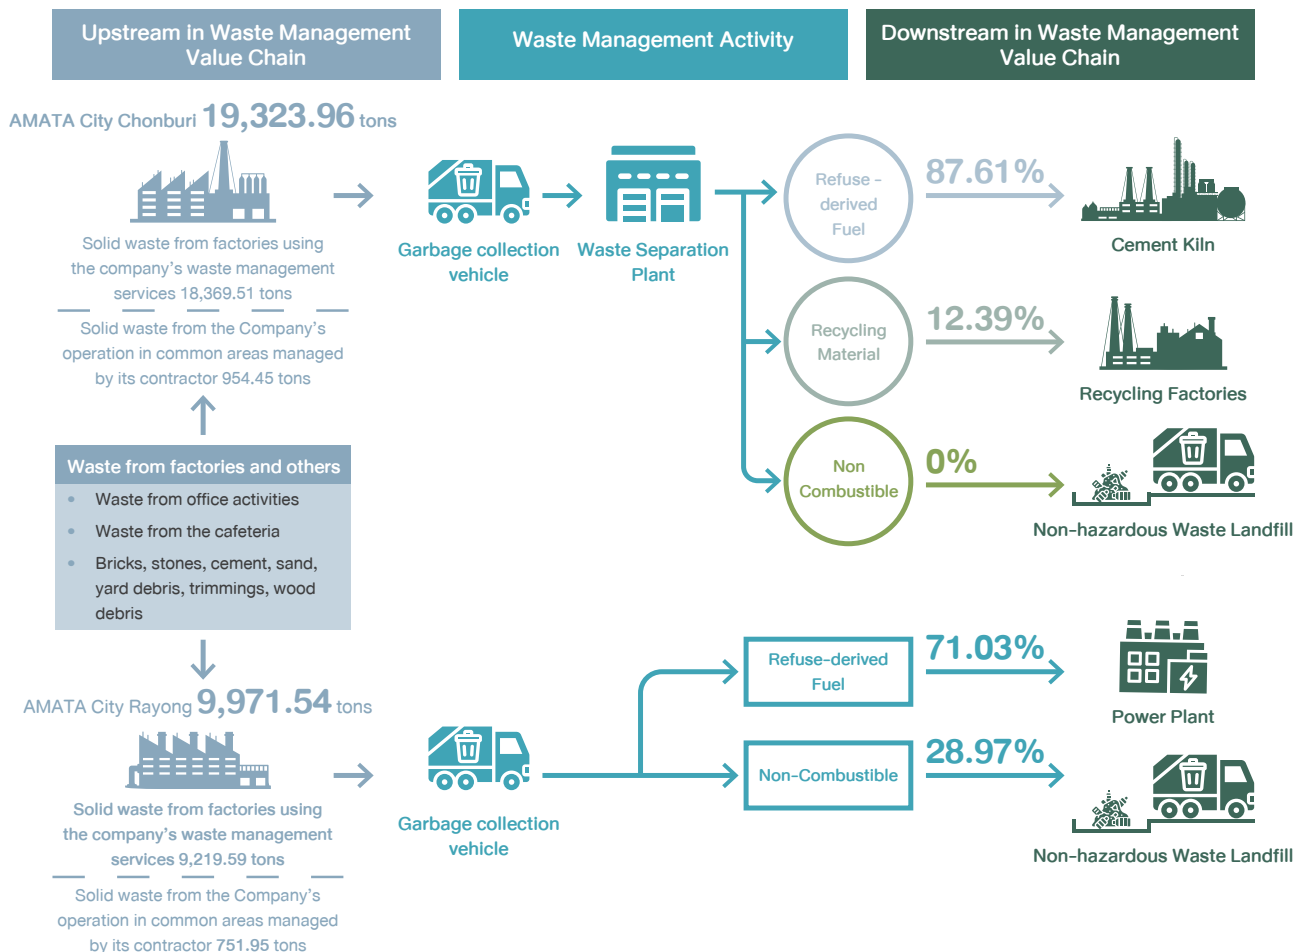 Upstream in Waste Management
Value Chain
Waste Management Activity
Downstream in Waste Management
Value Chain
AMATA City Chonburi 19,323.96 tons
Solid waste from factories using
the company's waste management
services 18,369.51 tons
Solid waste from the Company's
operation in common areas managed
by its contractor 954.45 tons
Garbage collection
vehicle
Waste Separation
Plant
Refuse -
derived
Fuel
87.61%
Cement Kiln
Recycling
Material
12.39%
Recycling Factories
Non
Combustible
0%
Non-hazardous Waste Landfill
Waste from factories and others
• Waste from office activities
• Waste from the cafeteria
• Bricks, stones, cement, sand,
yard debris, trimmings, wood
debris
AMATA City Rayong 9,971.54 tons
Solid waste from factories using
the company's waste management
services 9,219.59 tons
Solid waste from the Company's
operation in common areas managed
by its contractor 751.95 tons
Garbage collection
vehicle
Refuse-derived
Fuel
71.03%
Power Plant
Non-Combustible
28.97%
Non-hazardous Waste Landfill